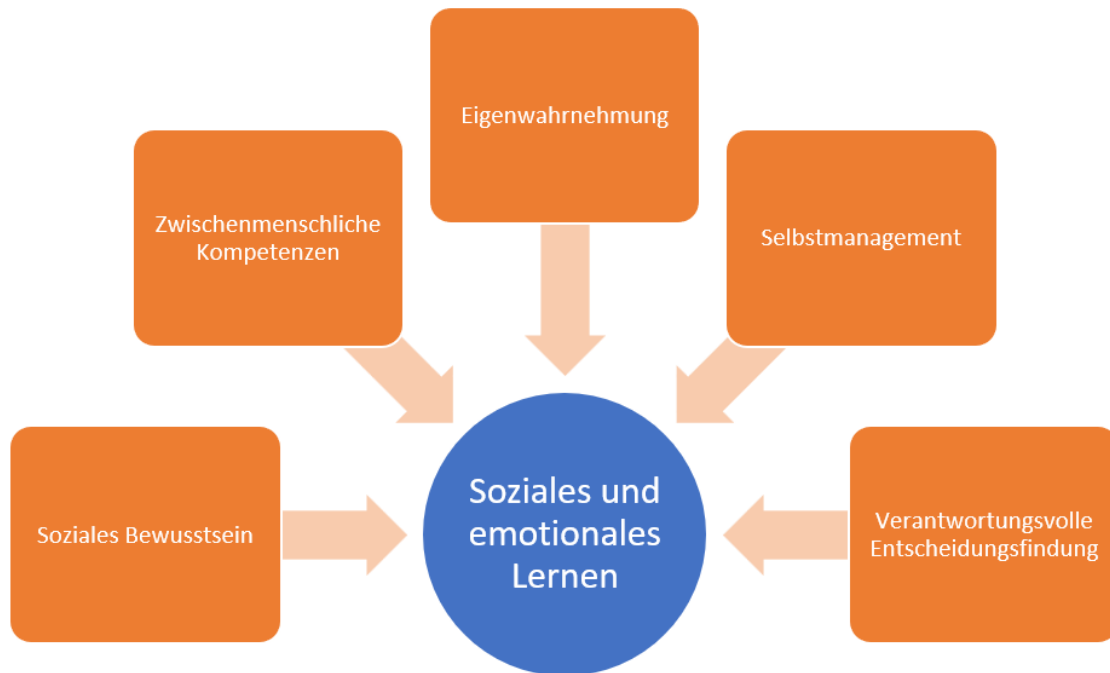 Eigenwahrnehmung
Zwischenmenschliche
Kompetenzen
Selbstmanagement
Soziales Bewusstsein
Soziales und
emotionales
Lernen
Verantwortungsvolle
Entscheidungsfindung